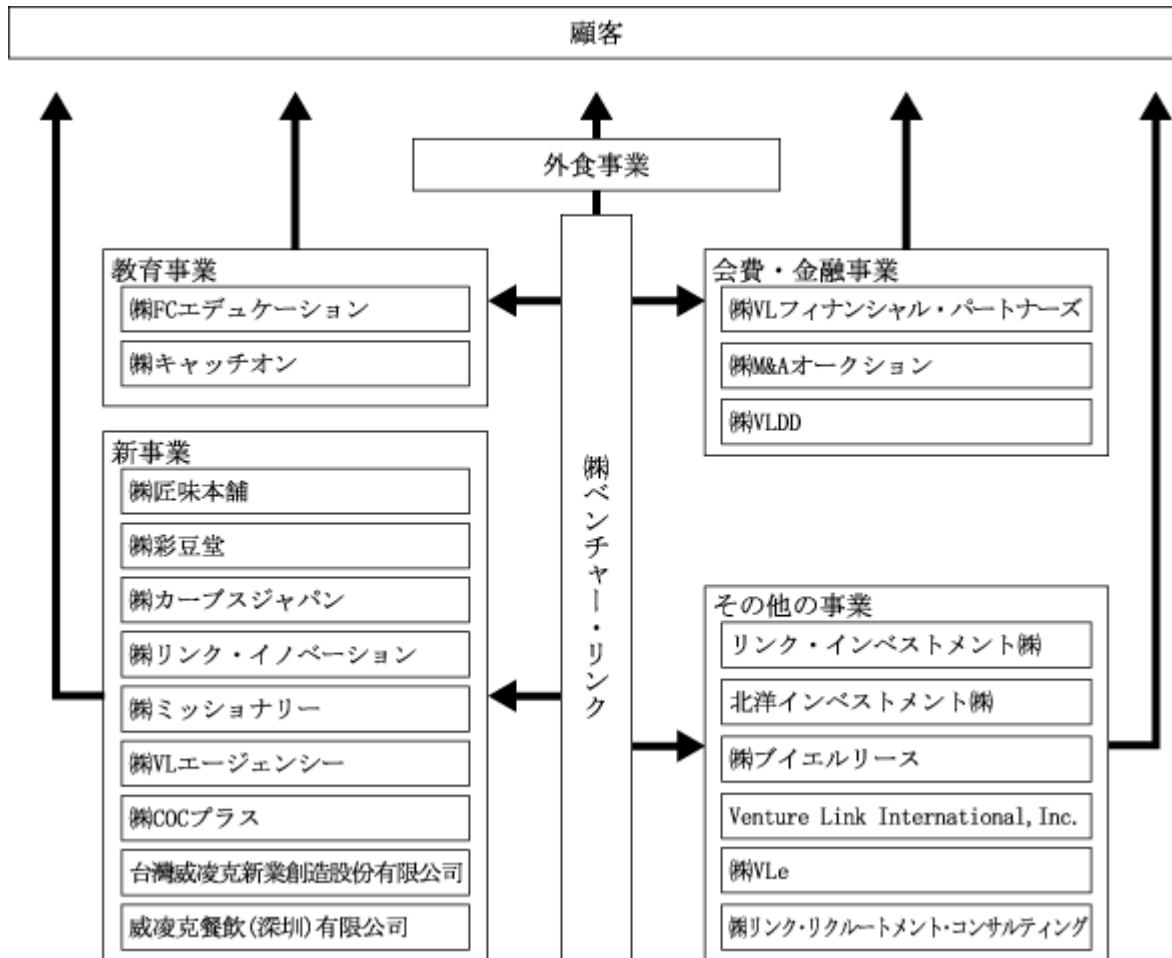 顧客
外食事業
教育事業
㈱FCエデュケーション
㈱キャッチオン
新事業
㈱匠味本舗
㈱彩豆堂
㈱カーブスジャパン
㈱リンク・イノベーション
㈱ミッショナリー
㈱VLエージェンシー
㈱COCプラス
台灣威凌克新業創造股份有限公司
威凌克餐飲(深圳)有限公司
㈱ベンチャー・リンク
会費・金融事業
㈱VLフィナンシャル・パートナーズ
㈱M&Aオークション
㈱VLDD
その他の事業
リンク・インベストメント㈱
北洋インベストメント㈱
㈱ブイエルリース
Venture Link International,Inc.
㈱VLe
㈱リンク・リクルートメント・コンサルティング